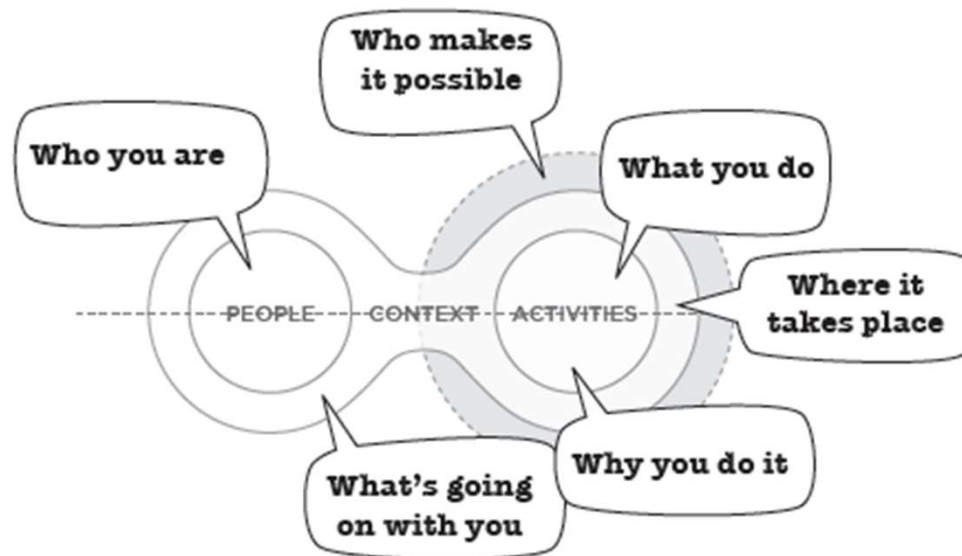 Who makes
it possible
Who you are
What you do
Where it
takes place
PEOPLE CONTEXT ACTIVITIES
Why you do it
What's going
on with you